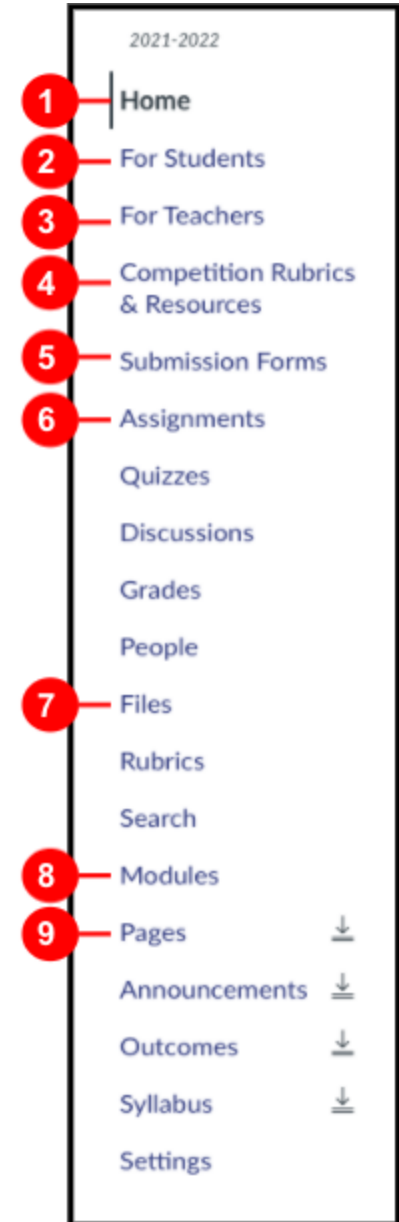 2021-2022
1 Home
2 For Students
3 For Teachers
4 Competition Rubrics
& Resources
5 Submission Forms
6 Assignments
Quizzes
Discussions
Grades
People
7 Files
Rubrics
Search
8 Modules
9 Pages
Announcements
Outcomes
Syllabus
Settings